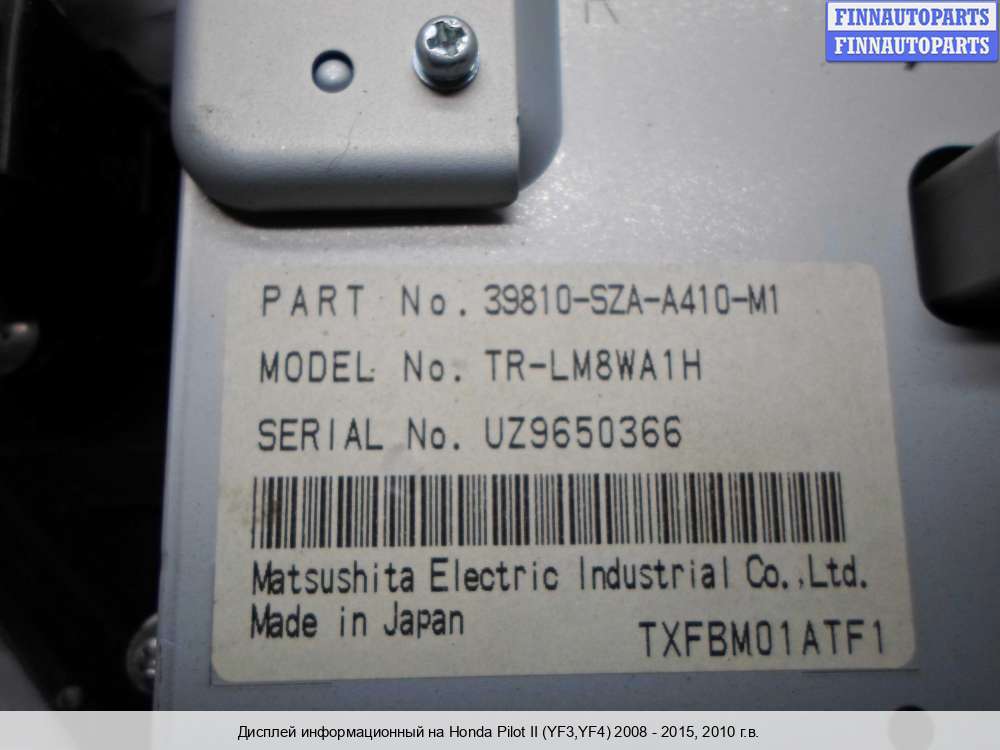 FINNAUTOPARTS
FINNAUTOPARTS
R
PART No. 39810-SZA-A410-M1
MODEL No. TR-LM8WA1H
SERIAL No. UZ9650366
Matsushita Electric Industrial Co.,Ltd.
Made in Japan
TXFBM01ATF1
Дисплей информационный на Honda Pilot II (YF3,YF4) 2008 - 2015, 2010 г.в.